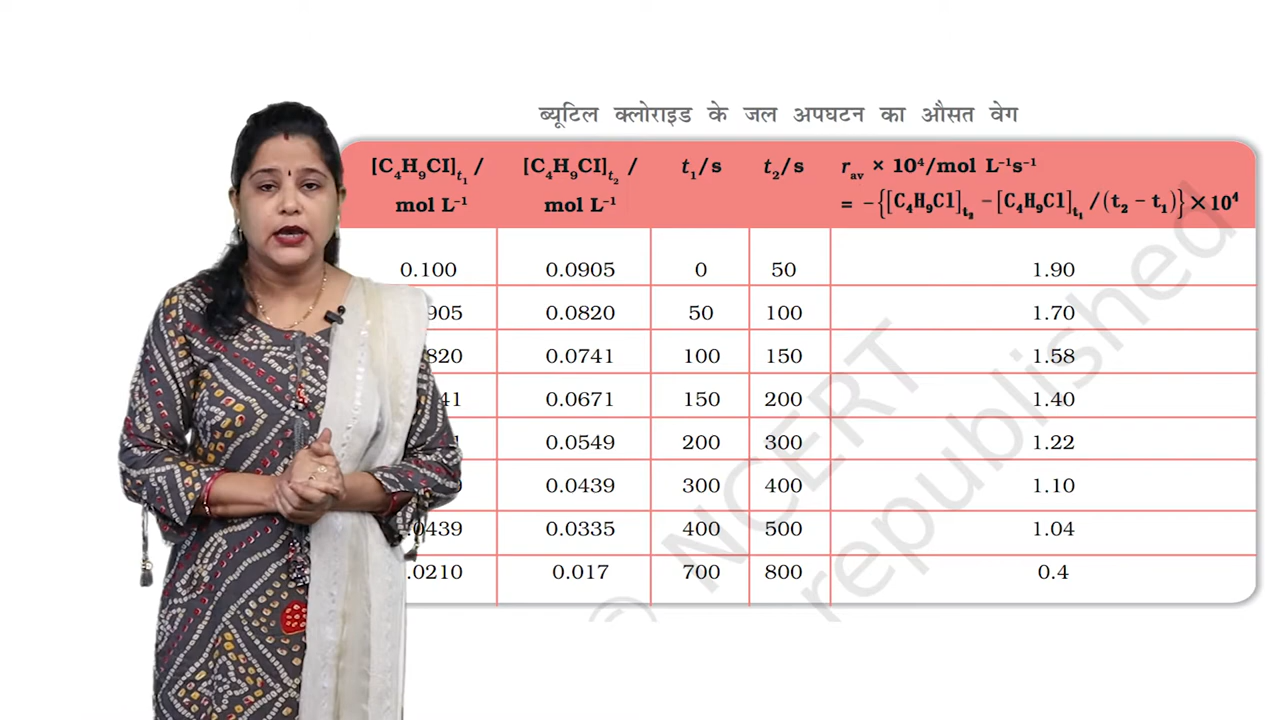 ब्यूटिल क्लोराइड के जल अपघटन का औसत वेग
[C₄H₉Cl]t₁ / mol L⁻¹ [C₄H₉Cl]t₂ / mol L⁻¹ t₁/s t₂/s rav × 10⁴/mol L⁻¹s⁻¹
= −{[C₄H₉Cl]t₂ − [C₄H₉Cl]t₁ / (t₂ − t₁)} × 10⁴
0.100 0.0905 0 50 1.90
905 0.0820 50 100 1.70
820 0.0741 100 150 1.58
41 0.0671 150 200 1.40
0.0549 200 300 1.22
0.0439 300 400 1.10
.0439 0.0335 400 500 1.04
.0210 0.017 700 800 0.4
© NCERT
republished